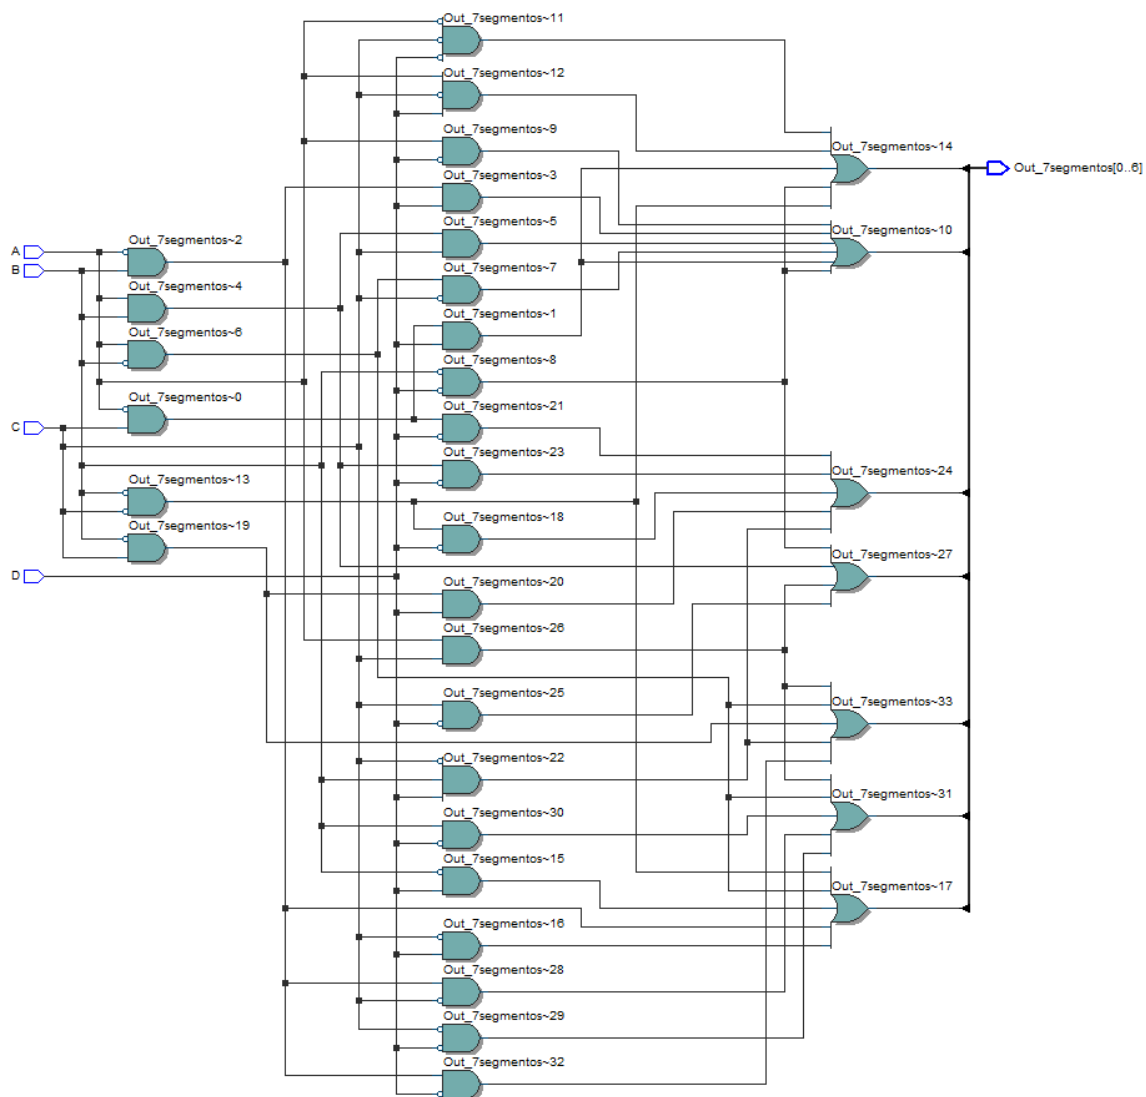 Out_7segmentos~11
Out_7segmentos~12
Out_7segmentos~9
Out_7segmentos~14
Out_7segmentos[0..6]
Out_7segmentos~3
Out_7segmentos~5
Out_7segmentos~10
Out_7segmentos~2
A
B
Out_7segmentos~7
Out_7segmentos~4
Out_7segmentos~1
Out_7segmentos~6
Out_7segmentos~8
Out_7segmentos~0
Out_7segmentos~21
C
Out_7segmentos~23
Out_7segmentos~24
Out_7segmentos~13
Out_7segmentos~18
Out_7segmentos~19
Out_7segmentos~27
D
Out_7segmentos~20
Out_7segmentos~26
Out_7segmentos~25
Out_7segmentos~33
Out_7segmentos~22
Out_7segmentos~31
Out_7segmentos~30
Out_7segmentos~15
Out_7segmentos~17
Out_7segmentos~16
Out_7segmentos~28
Out_7segmentos~29
Out_7segmentos~32